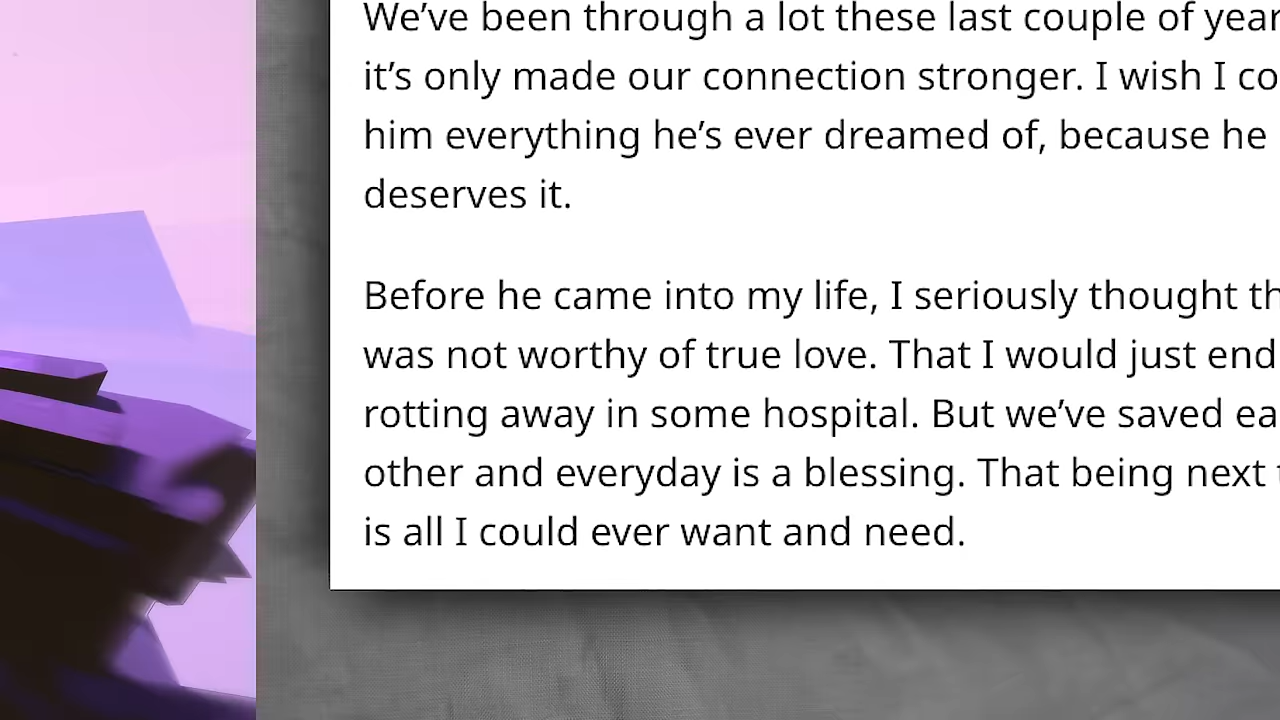 We’ve been through a lot these last couple of year
it’s only made our connection stronger. I wish I co
him everything he’s ever dreamed of, because he
deserves it.
Before he came into my life, I seriously thought th
was not worthy of true love. That I would just end
rotting away in some hospital. But we’ve saved ea
other and everyday is a blessing. That being next t
is all I could ever want and need.